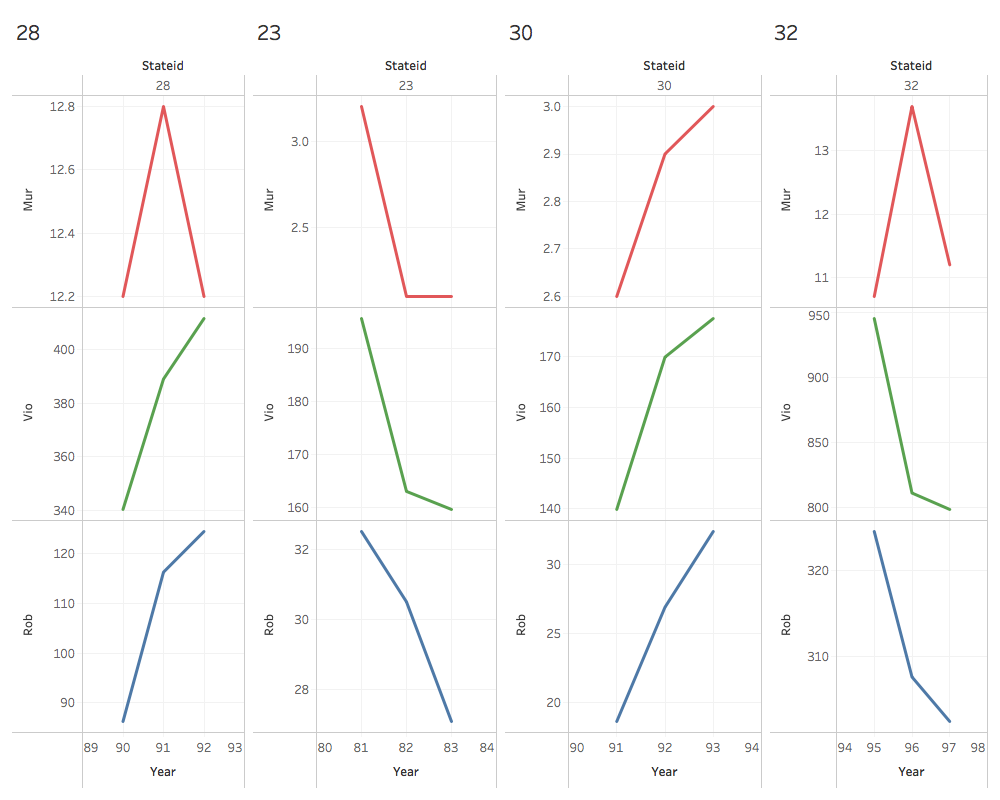 28 23 30 32
Stateid Stateid Stateid Stateid
28 23 30 32
12.8
12.6
12.4
12.2
Mur
3.0
2.5
Mur
3.0
2.9
2.8
2.7
2.6
Mur
13
12
11
Mur
400
380
360
340
Vio
190
180
170
160
Vio
170
160
150
140
Vio
950
900
850
800
Vio
120
110
100
90
Rob
32
30
28
Rob
30
25
20
Rob
320
310
Rob
89 90 91 92 93 80 81 82 83 84 90 91 92 93 94 94 95 96 97 98
Year Year Year Year